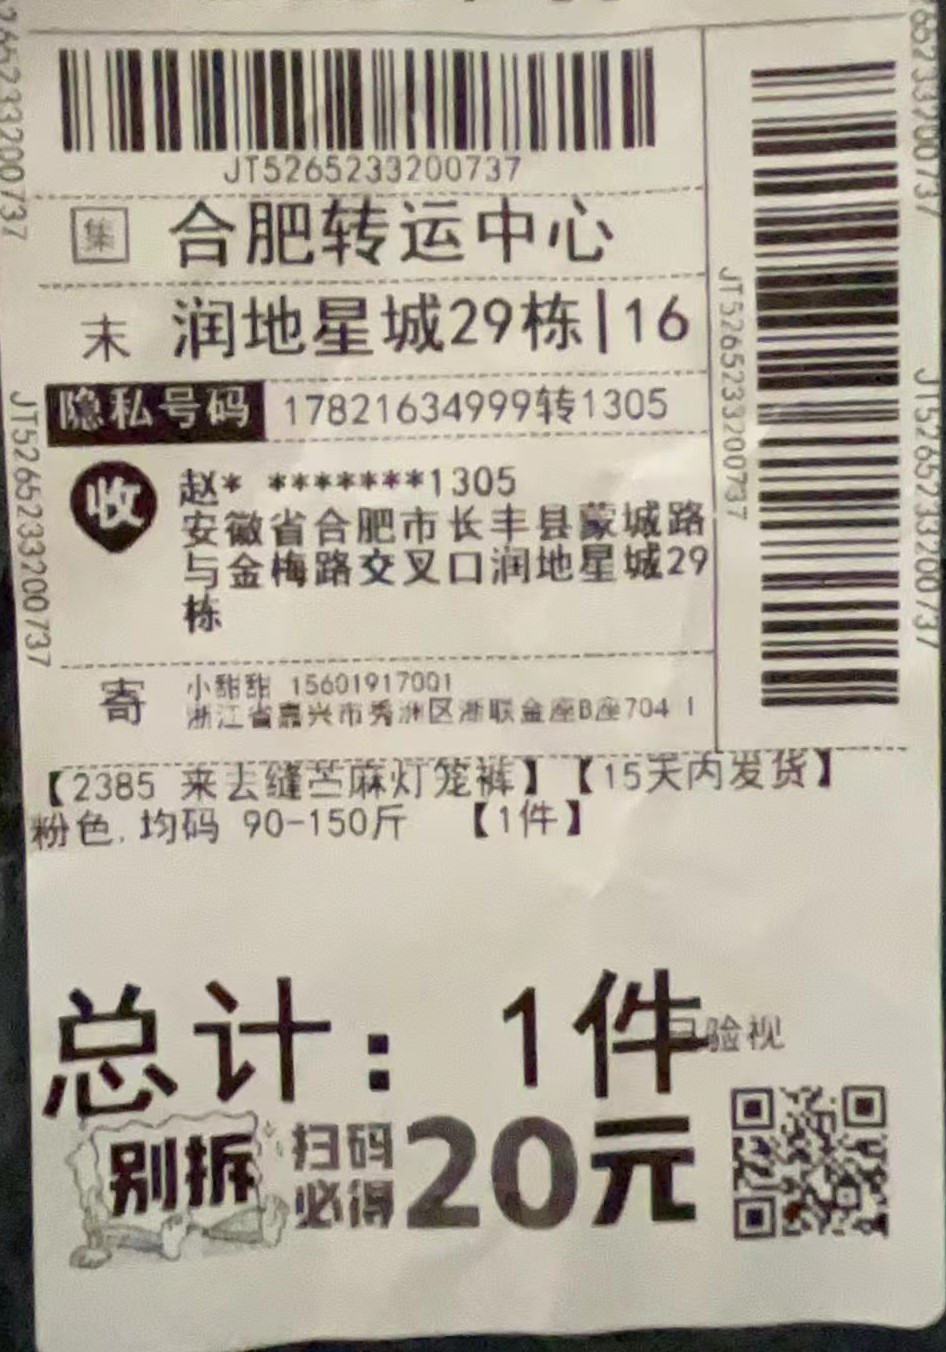 JT5265233200737
集 合肥转运中心
末 润地星城29栋|16
隐私号码 17821634999转1305
收 赵* *******1305
安徽省合肥市长丰县蒙城路
与金梅路交叉口润地星城29
栋
寄 小甜甜 15601917001
浙江省嘉兴市秀洲区浙联金座B座704 1
【2385 来去缝苎麻灯笼裤】【15天内发货】
粉色, 均码 90-150斤 【1件】
总计: 1件
已验视
别拆
扫码
必得
20元
JT5265233200737
JT5265233200737
JT5265233200737